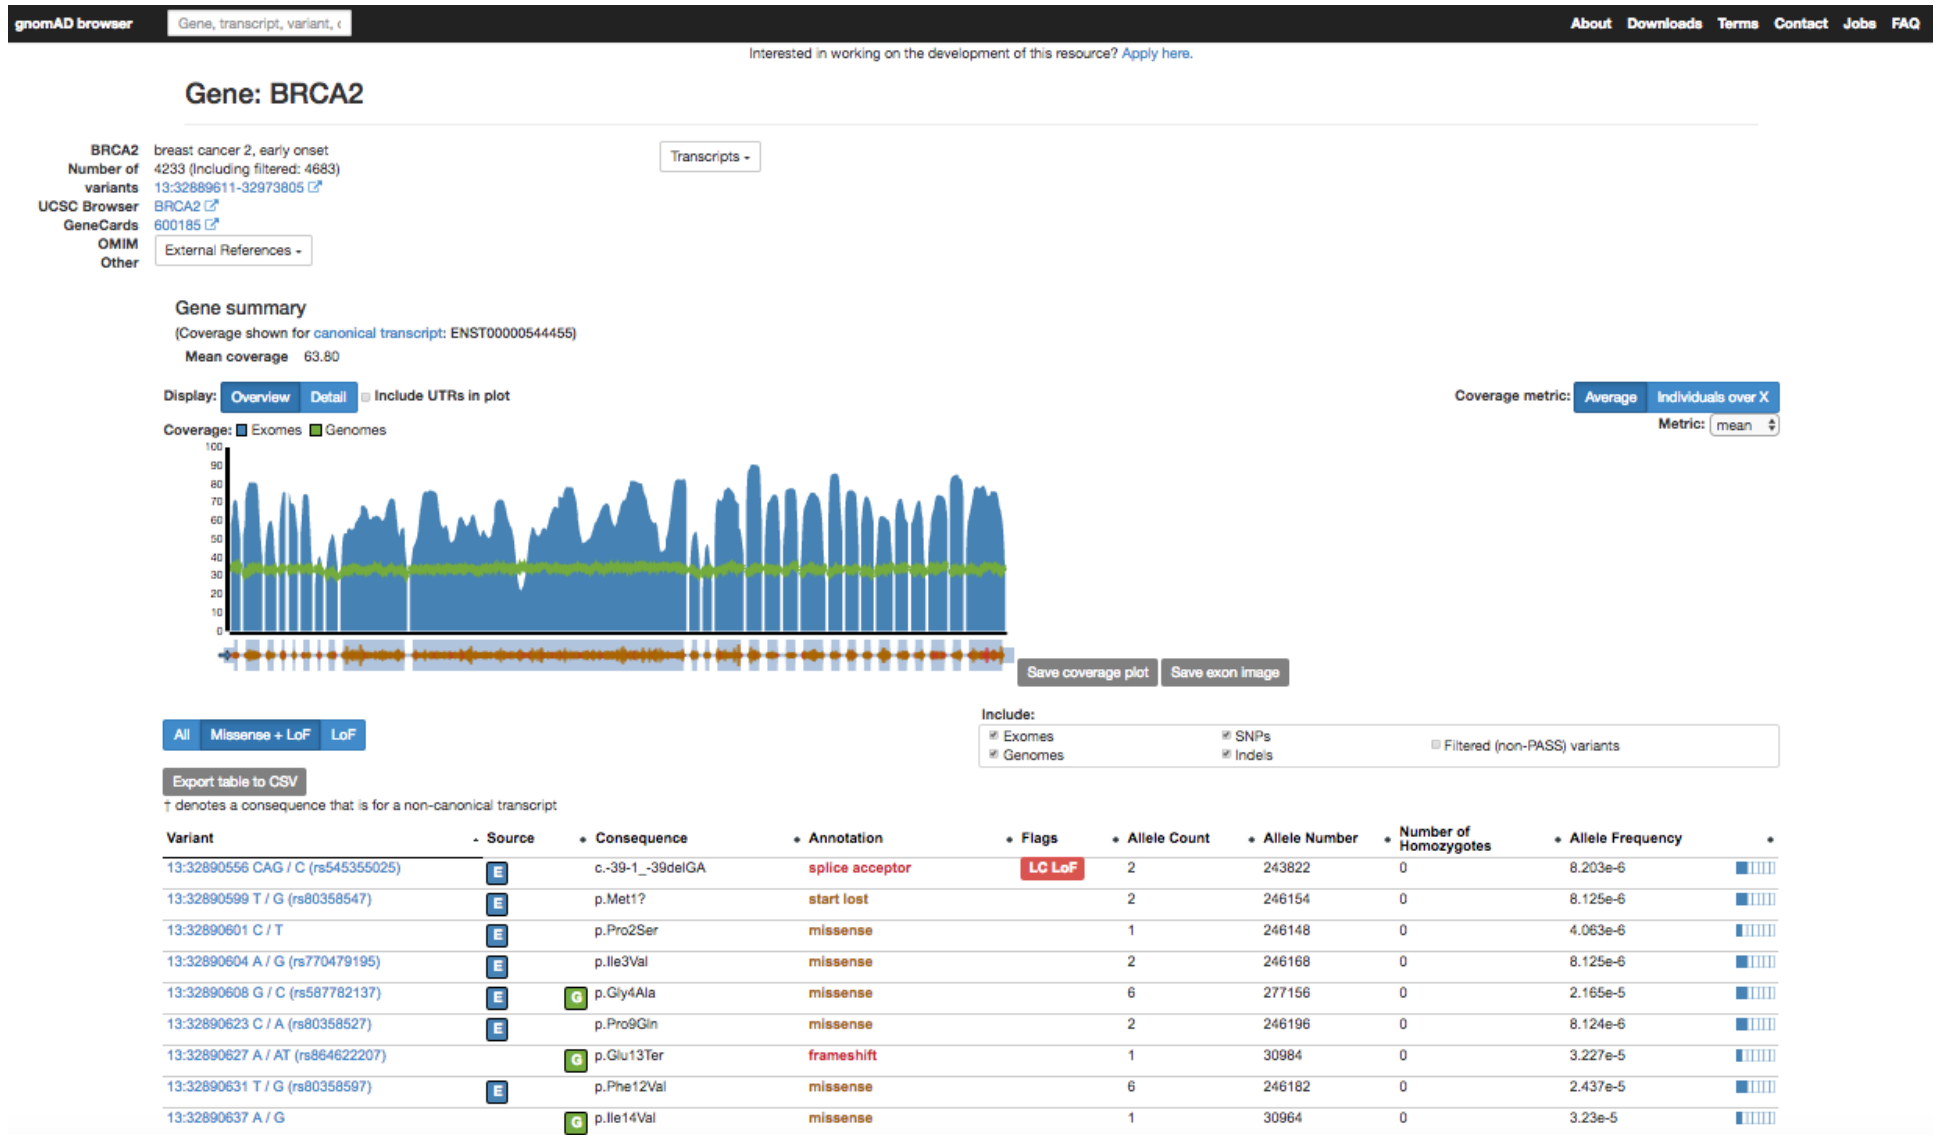 gnomAD browser Gene, transcript, variant, c About Downloads Terms Contact Jobs FAQ
Interested in working on the development of this resource? Apply here.
Gene: BRCA2
BRCA2 breast cancer 2, early onset Transcripts
Number of variants 4233 (Including filtered: 4683)
UCSC Browser 13:32889611-32973805
GeneCards BRCA2
OMIM 600185
Other External References
Gene summary
(Coverage shown for canonical transcript: ENST00000544455)
Mean coverage 63.80
Display: Overview Detail Include UTRs in plot Coverage metric: Average Individuals over X
Metric: mean
Coverage: Exomes Genomes
100
90
80
70
60
50
40
30
20
10
0
Save coverage plot Save exon image
Include:
All Missense + LoF LoF
Exomes SNPs Filtered (non-PASS) variants
Genomes Indels
Export table to CSV
† denotes a consequence that is for a non-canonical transcript
Variant Source Consequence Annotation Flags Allele Count Allele Number Number of Homozygotes Allele Frequency
13:32890556 CAG / C (rs545355025) E c.-39-1_-39delGA splice acceptor LC LoF 2 243822 0 8.203e-6
13:32890599 T / G (rs80358547) E p.Met1? start lost 2 246154 0 8.125e-6
13:32890601 C / T E p.Pro2Ser missense 1 246148 0 4.063e-6
13:32890604 A / G (rs770479195) E p.Ile3Val missense 2 246168 0 8.125e-6
13:32890608 G / C (rs587782137) E G p.Gly4Ala missense 6 277156 0 2.165e-5
13:32890623 C / A (rs80358527) E p.Pro9Gln missense 2 246196 0 8.124e-6
13:32890627 A / AT (rs864622207) G p.Glu13Ter frameshift 1 30984 0 3.227e-5
13:32890631 T / G (rs80358597) E p.Phe12Val missense 6 246182 0 2.437e-5
13:32890637 A / G G p.Ile14Val missense 1 30964 0 3.23e-5